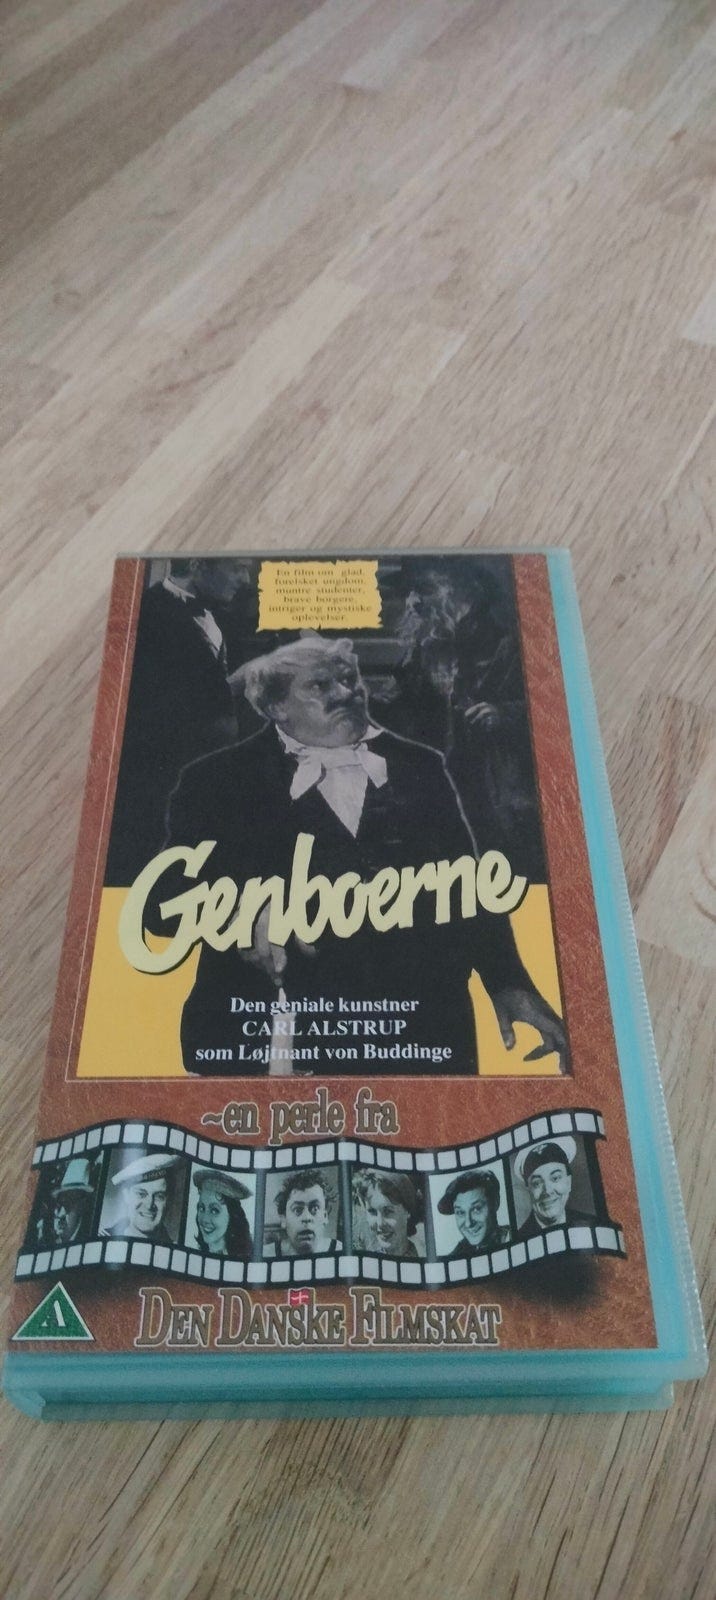 En film om glad,
forelsket ungdom,
muntre studenter,
brave borgere,
intriger og mystiske
oplevelser.
Genboerne
Den geniale kunstner
CARL ALSTRUP
som Løjtnant von Buddinge
~en perle fra
A
DEN DANSKE FILMSKAT